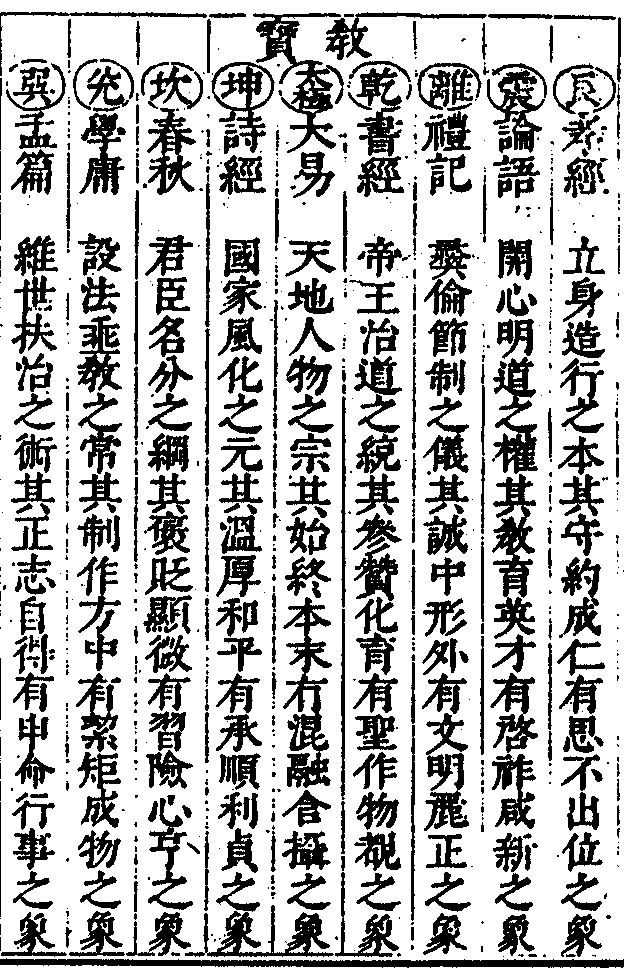 教寶
艮 孝經 立身造行之本其守約成仁有思不出位之象
震 論語 開心明道之權其教育英才有啓祚咸新之象
離 禮記 彜倫節制之儀其誠中形外有文明麗正之象
乾 書經 帝王治道之統其參贊化育有聖作物覩之象
太極 大易 天地人物之宗其始終本末有混融含攝之象
坤 詩經 國家風化之元其溫厚和平有承順利貞之象
坎 春秋 君臣名分之綱其褒貶顯微有習險心亨之象
兌 學庸 設法垂教之常其制作方中有絜矩成物之象
巽 孟篇 維世扶治之術其正志自得有申命行事之象